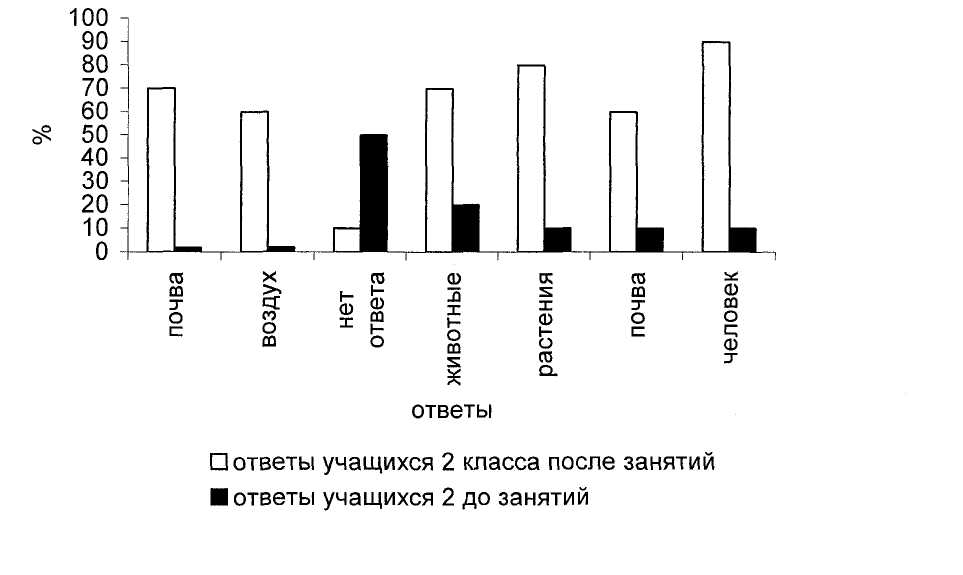 100
90
80
70
60
50
40
30
20
10
0
%
почва
воздух
нет
ответа
животные
растения
почва
человек
ответы
ответы учащихся 2 класса после занятий
ответы учащихся 2 до занятий